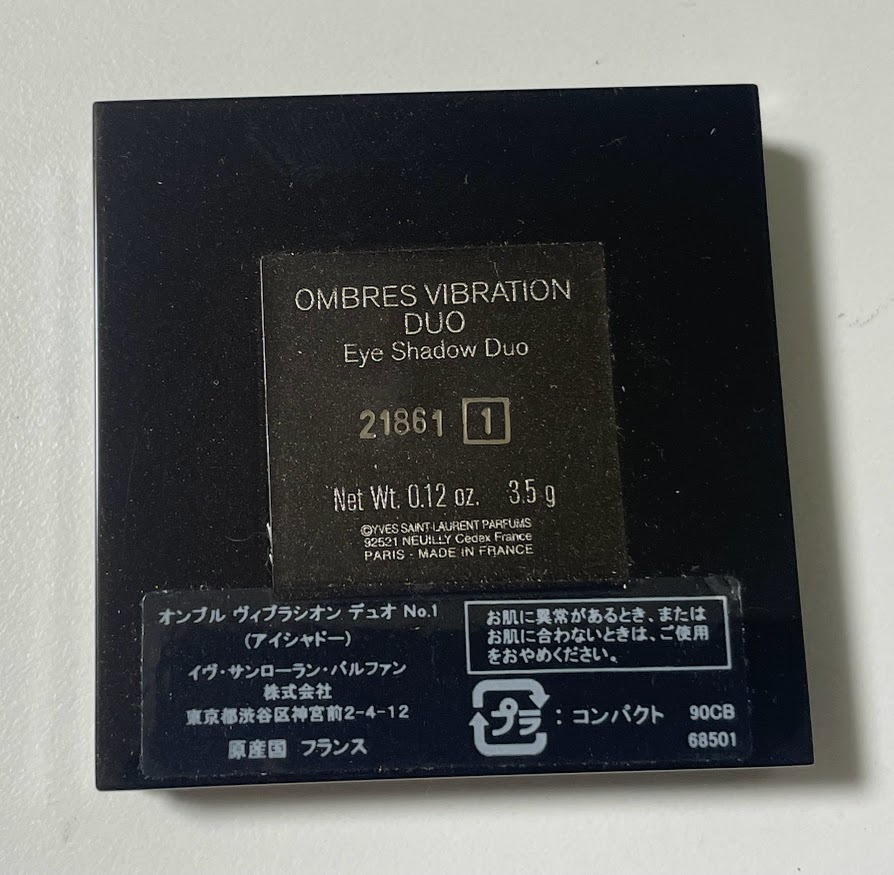 OMBRES VIBRATION
DUO
Eye Shadow Duo
21861 1
Net Wt. 0.12 oz. 3.5 g
©YVES SAINT-LAURENT PARFUMS
92521 NEUILLY Cedex France
PARIS - MADE IN FRANCE
オンブル ヴィブラシオン デュオ No.1
(アイシャドー)
イヴ・サンローラン・パルファン
株式会社
東京都渋谷区神宮前2-4-12
原産国 フランス
お肌に異常があるとき、または
お肌に合わないときは、ご使用
をおやめください。
プラ : コンパクト 90CB
68501